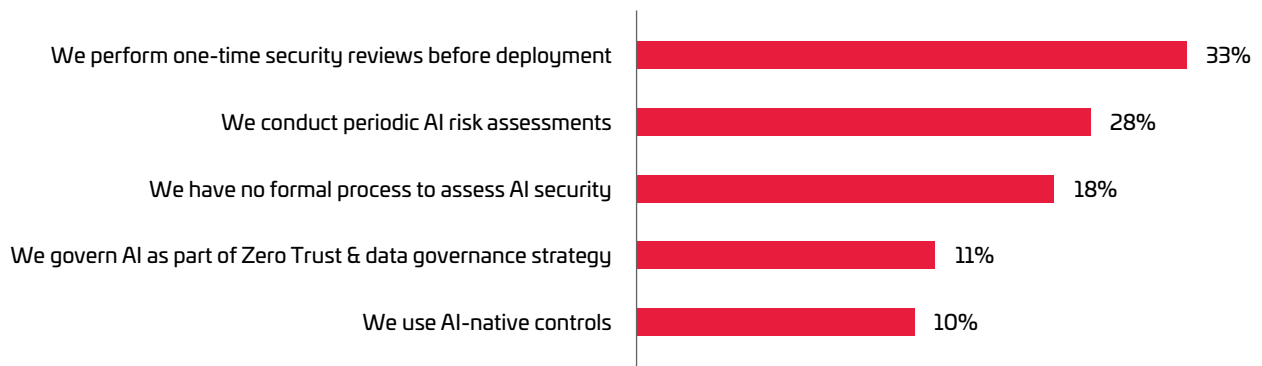 We perform one-time security reviews before deployment 33%
We conduct periodic AI risk assessments 28%
We have no formal process to assess AI security 18%
We govern AI as part of Zero Trust & data governance strategy 11%
We use AI-native controls 10%